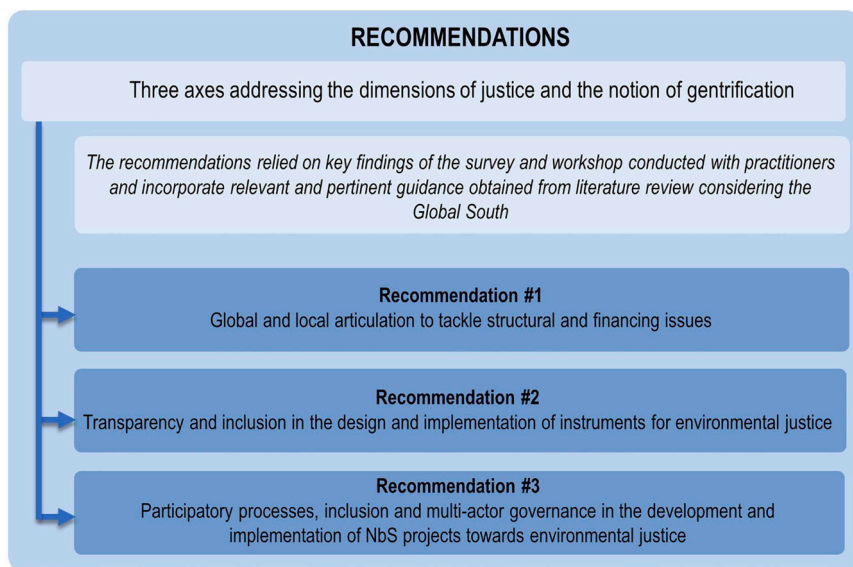 RECOMMENDATIONS
Three axes addressing the dimensions of justice and the notion of gentrification
The recommendations relied on key findings of the survey and workshop conducted with practitioners
and incorporate relevant and pertinent guidance obtained from literature review considering the
Global South
Recommendation #1
Global and local articulation to tackle structural and financing issues
Recommendation #2
Transparency and inclusion in the design and implementation of instruments for environmental justice
Recommendation #3
Participatory processes, inclusion and multi-actor governance in the development and
implementation of NbS projects towards environmental justice